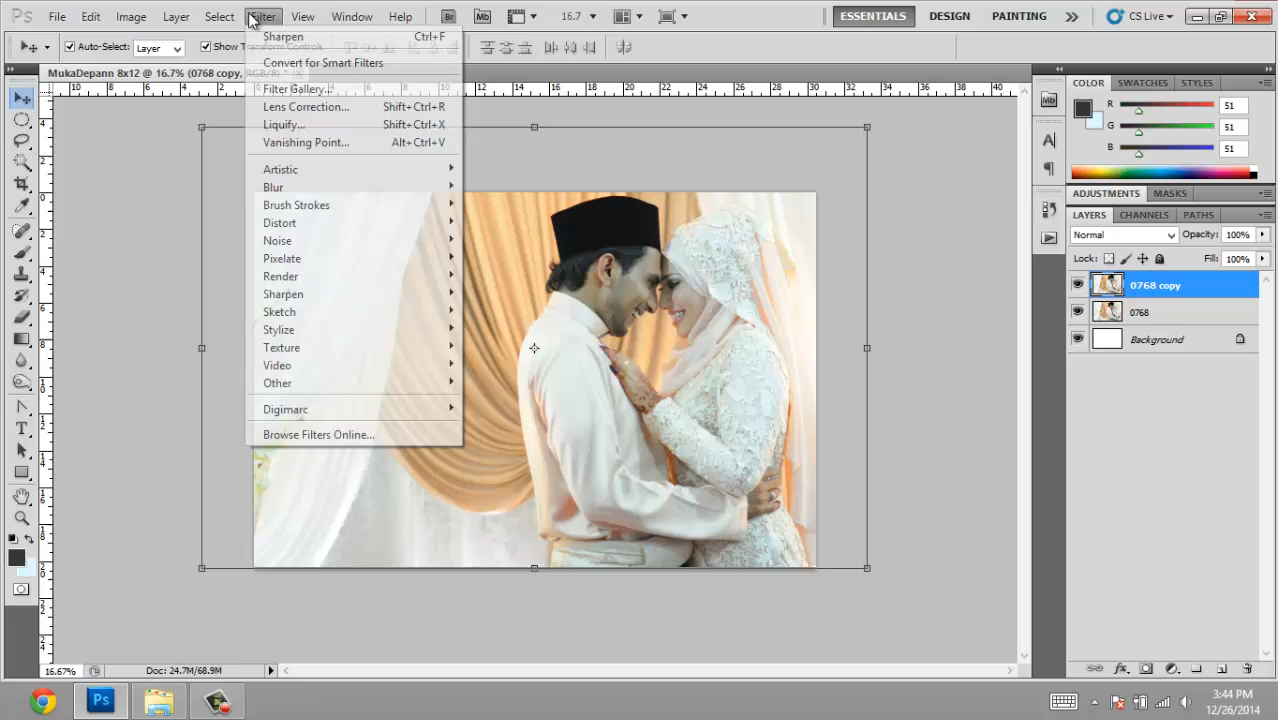 Ps File Edit Image Layer Select Filter View Window Help Br Mb 16.7 ESSENTIALS DESIGN PAINTING CS Live
Auto-Select: Layer Show Transform Controls
MukaDepann 8x12 @ 16.7% (0768 copy, RGB/8) *
Sharpen Ctrl+F
Convert for Smart Filters
Filter Gallery...
Lens Correction... Shift+Ctrl+R
Liquify... Shift+Ctrl+X
Vanishing Point... Alt+Ctrl+V
Artistic
Blur
Brush Strokes
Distort
Noise
Pixelate
Render
Sharpen
Sketch
Stylize
Texture
Video
Other
Digimarc
Browse Filters Online...
COLOR SWATCHES STYLES
R 51
G 51
B 51
ADJUSTMENTS MASKS
LAYERS CHANNELS PATHS
Normal Opacity: 100%
Lock: Fill: 100%
0768 copy
0768
Background
16.67% Doc: 24.7M/68.9M
Ps
3:44 PM
12/26/2014